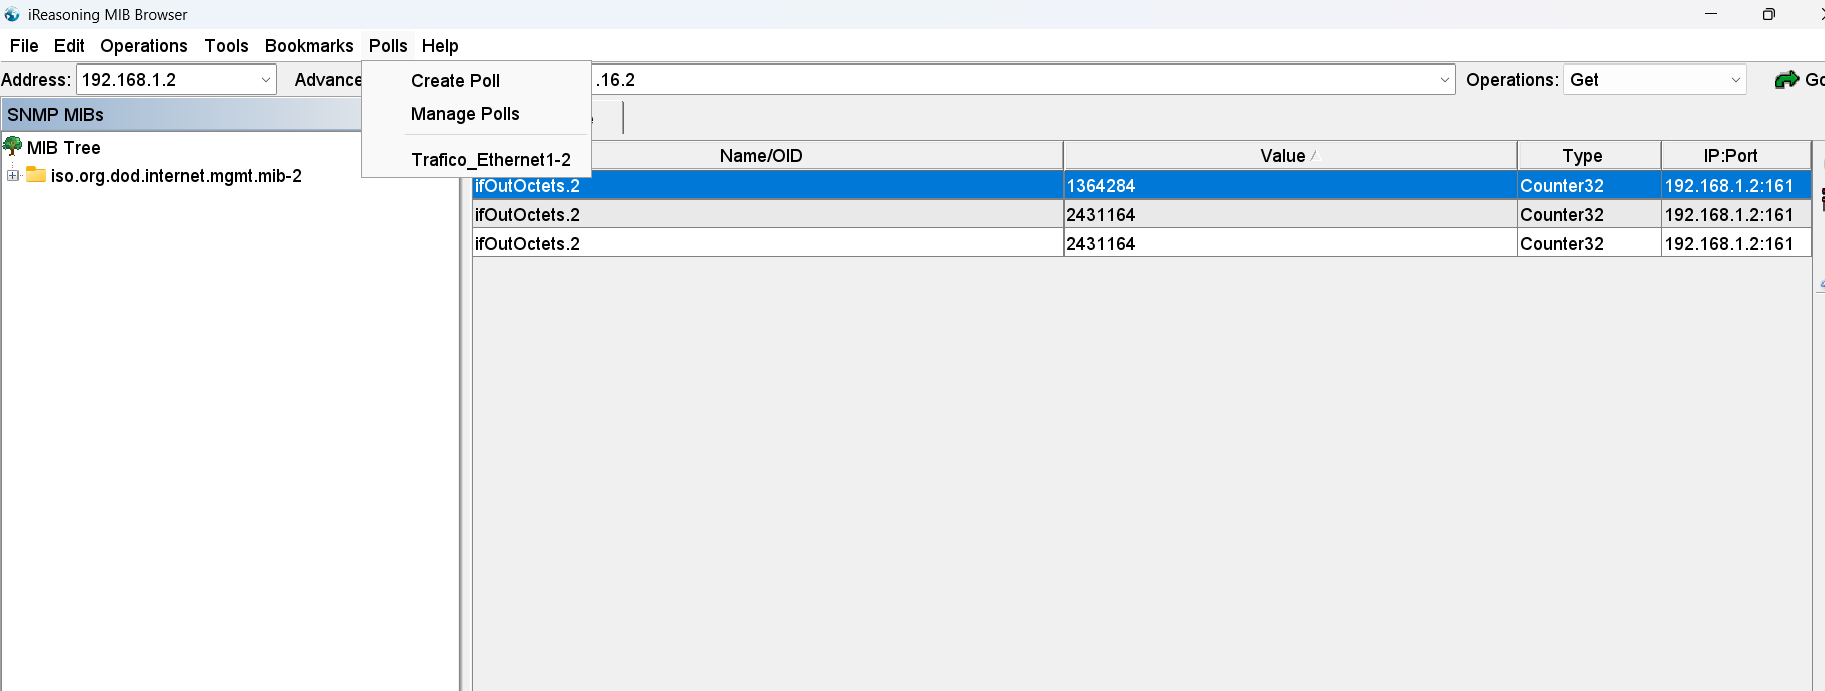 iReasoning MIB Browser
File Edit Operations Tools Bookmarks Polls Help
Address: 192.168.1.2 Advance .16.2 Operations: Get Go
Create Poll
Manage Polls
Trafico_Ethernet1-2
SNMP MIBs
MIB Tree
iso.org.dod.internet.mgmt.mib-2
Name/OID Value Type IP:Port
ifOutOctets.2 1364284 Counter32 192.168.1.2:161
ifOutOctets.2 2431164 Counter32 192.168.1.2:161
ifOutOctets.2 2431164 Counter32 192.168.1.2:161